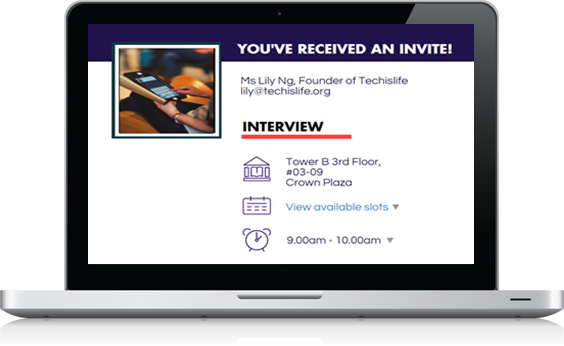 YOU'VE RECEIVED AN INVITE!
Ms Lily Ng, Founder of Techislife
lily@techislife.org
INTERVIEW
Tower B 3rd Floor,
#03-09
Crown Plaza
View available slots
9.00am - 10.00am